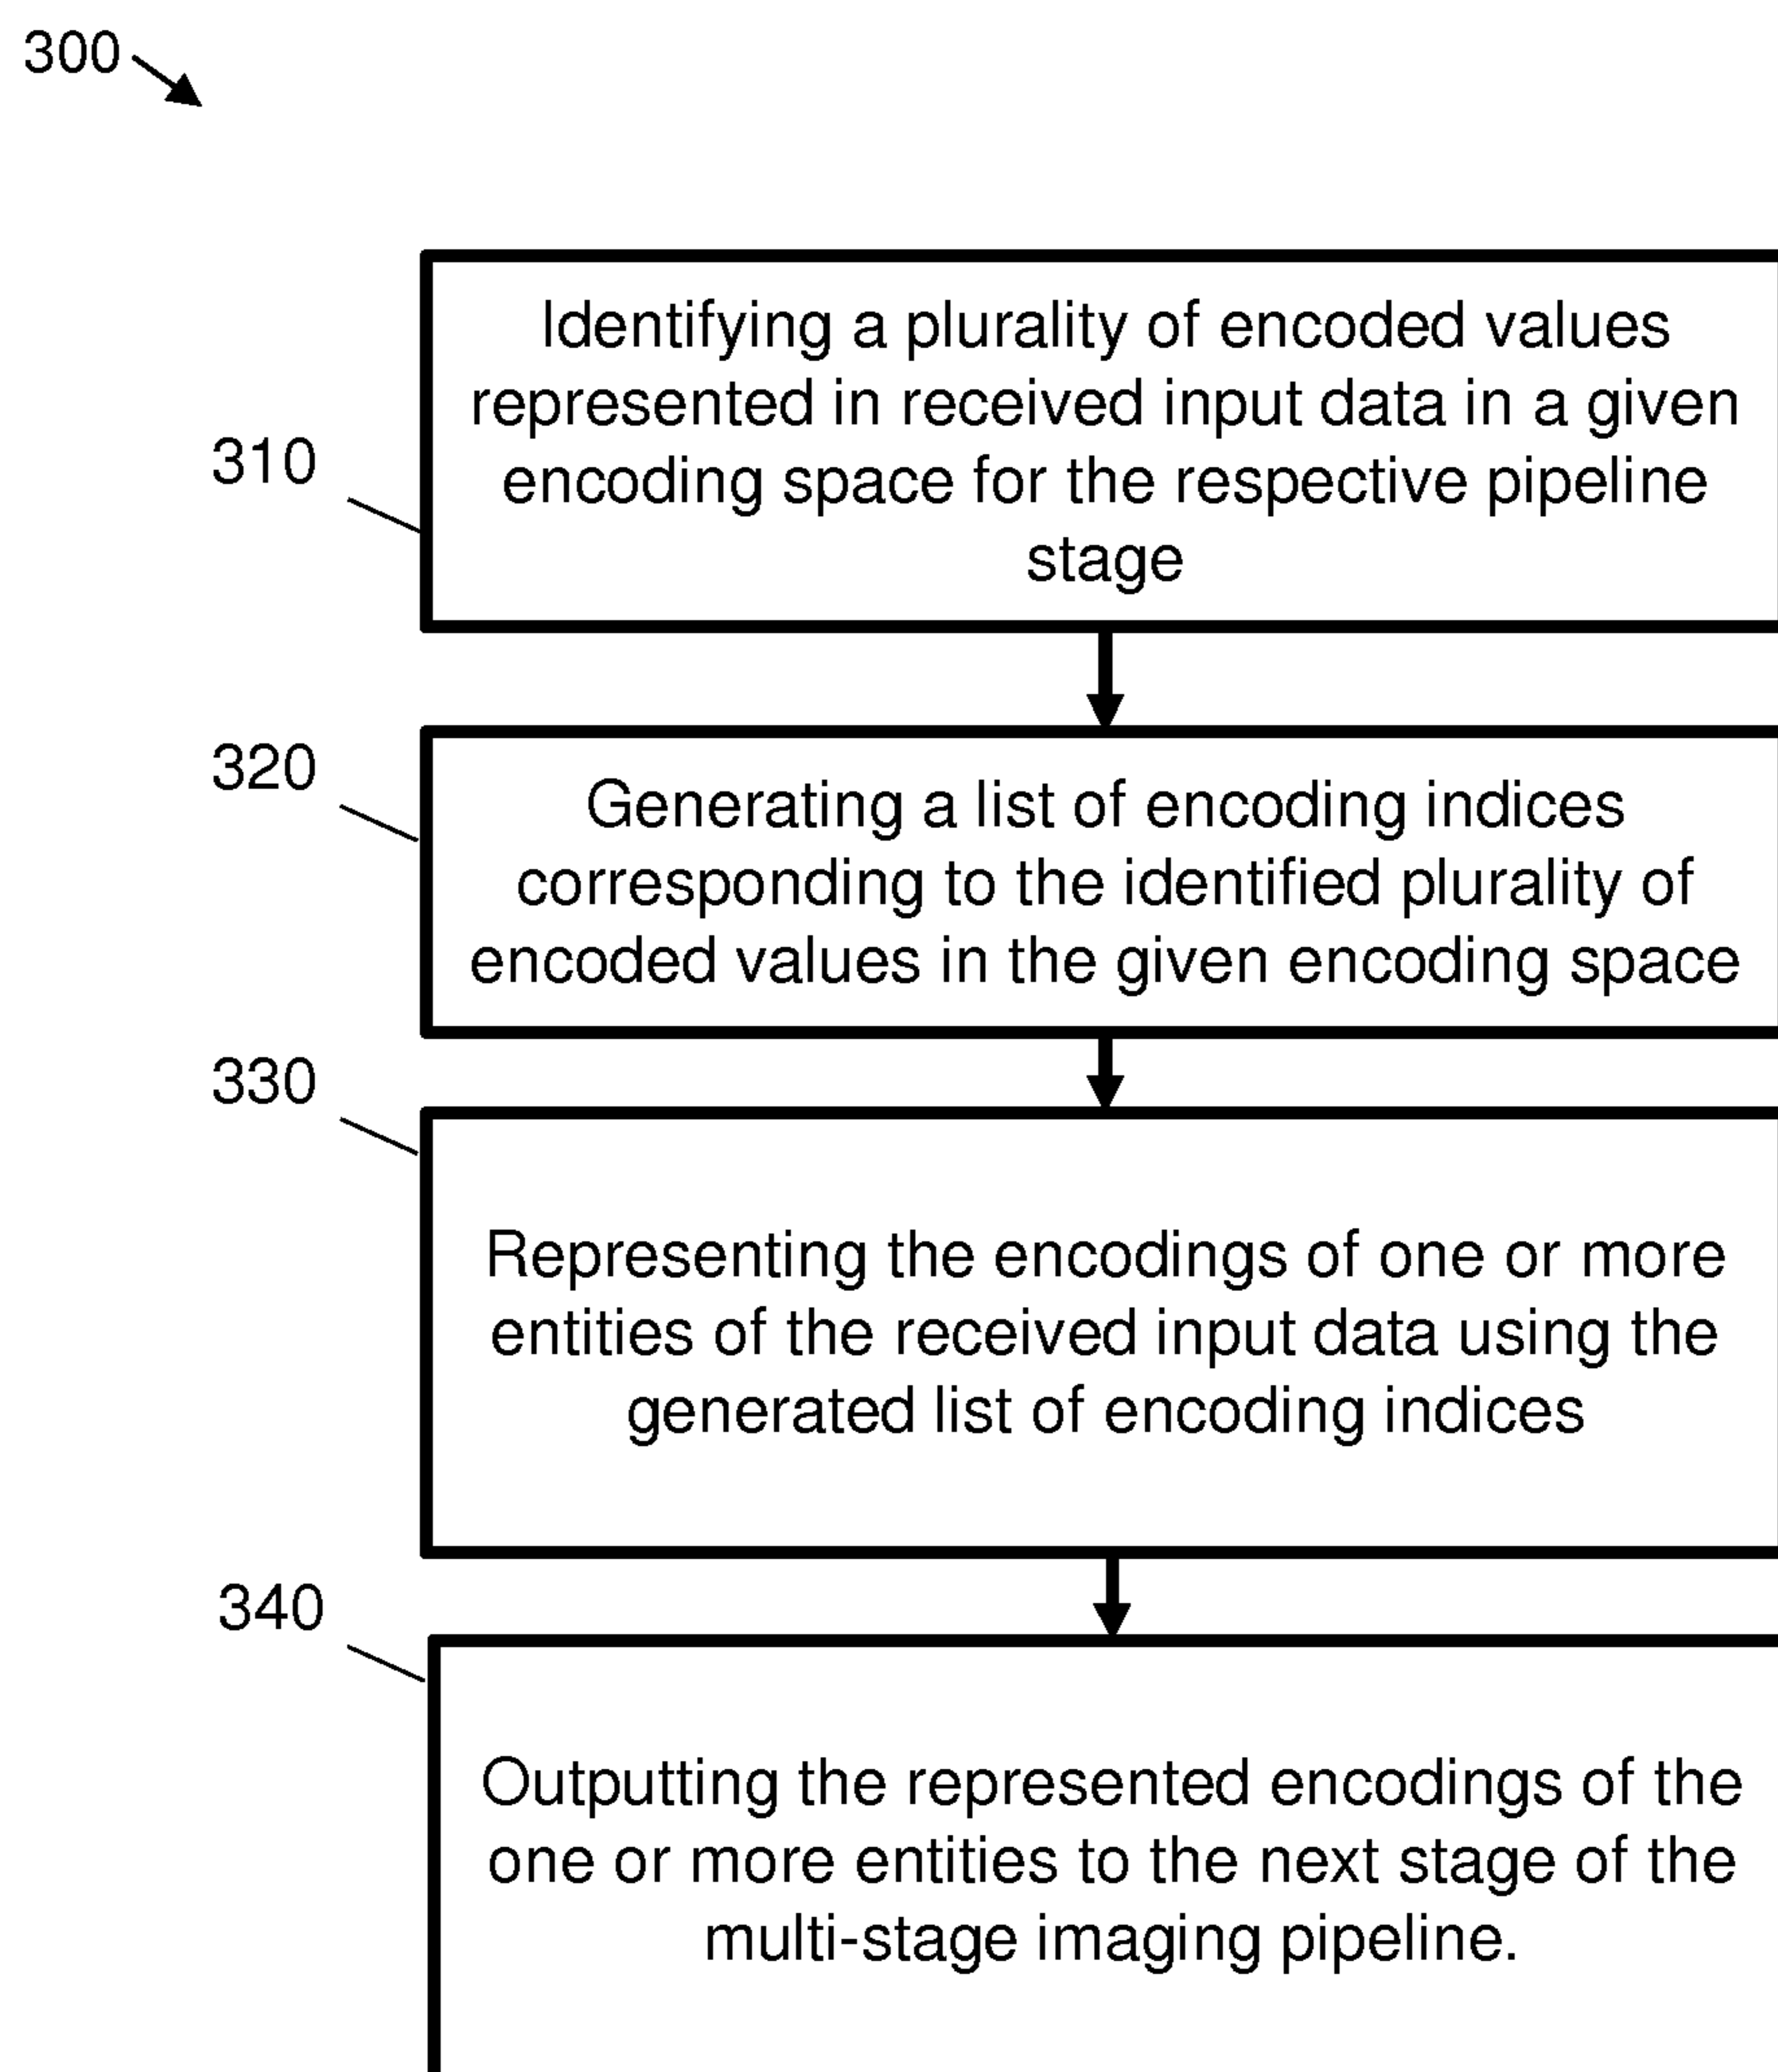 300
310
Identifying a plurality of encoded values
represented in received input data in a given
encoding space for the respective pipeline
stage
320
Generating a list of encoding indices
corresponding to the identified plurality of
encoded values in the given encoding space
330
Representing the encodings of one or more
entities of the received input data using the
generated list of encoding indices
340
Outputting the represented encodings of the
one or more entities to the next stage of the
multi-stage imaging pipeline.